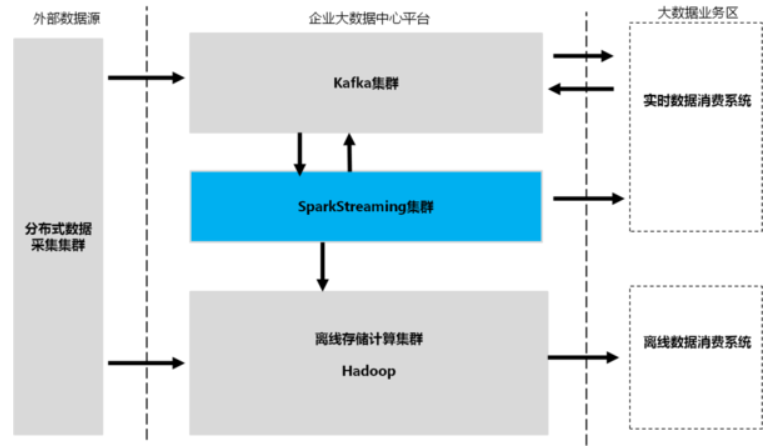 外部数据源
企业大数据中心平台
大数据业务区
Kafka集群
实时数据消费系统
SparkStreaming集群
分布式数据
采集集群
离线存储计算集群
Hadoop
离线数据消费系统